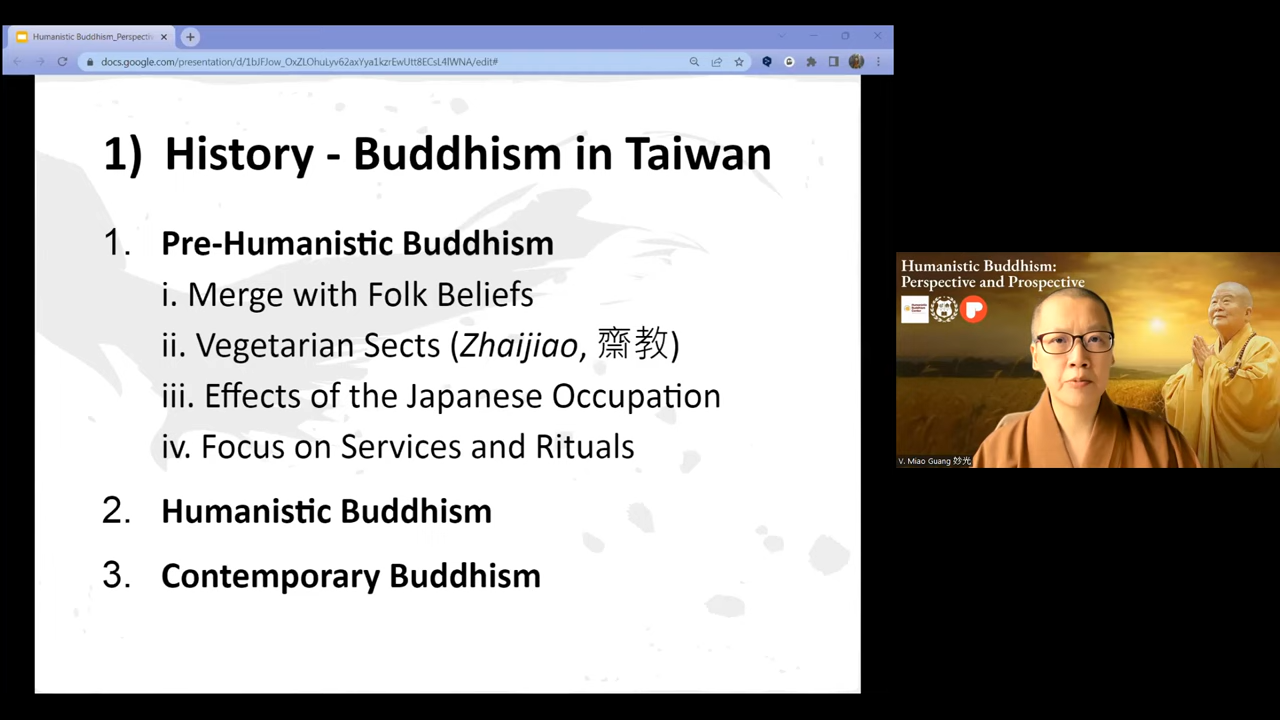 Humanistic Buddhism_Perspectiv
docs.google.com/presentation/d/1bJFJow_OxZLOhuLyv62axYya1kzrEwUtt8ECsL4lWNA/edit#
1) History - Buddhism in Taiwan
1. Pre-Humanistic Buddhism
i. Merge with Folk Beliefs
ii. Vegetarian Sects (Zhaijiao, 齋教)
iii. Effects of the Japanese Occupation
iv. Focus on Services and Rituals
2. Humanistic Buddhism
3. Contemporary Buddhism
Humanistic Buddhism:
Perspective and Prospective
V. Miao Guang 妙光